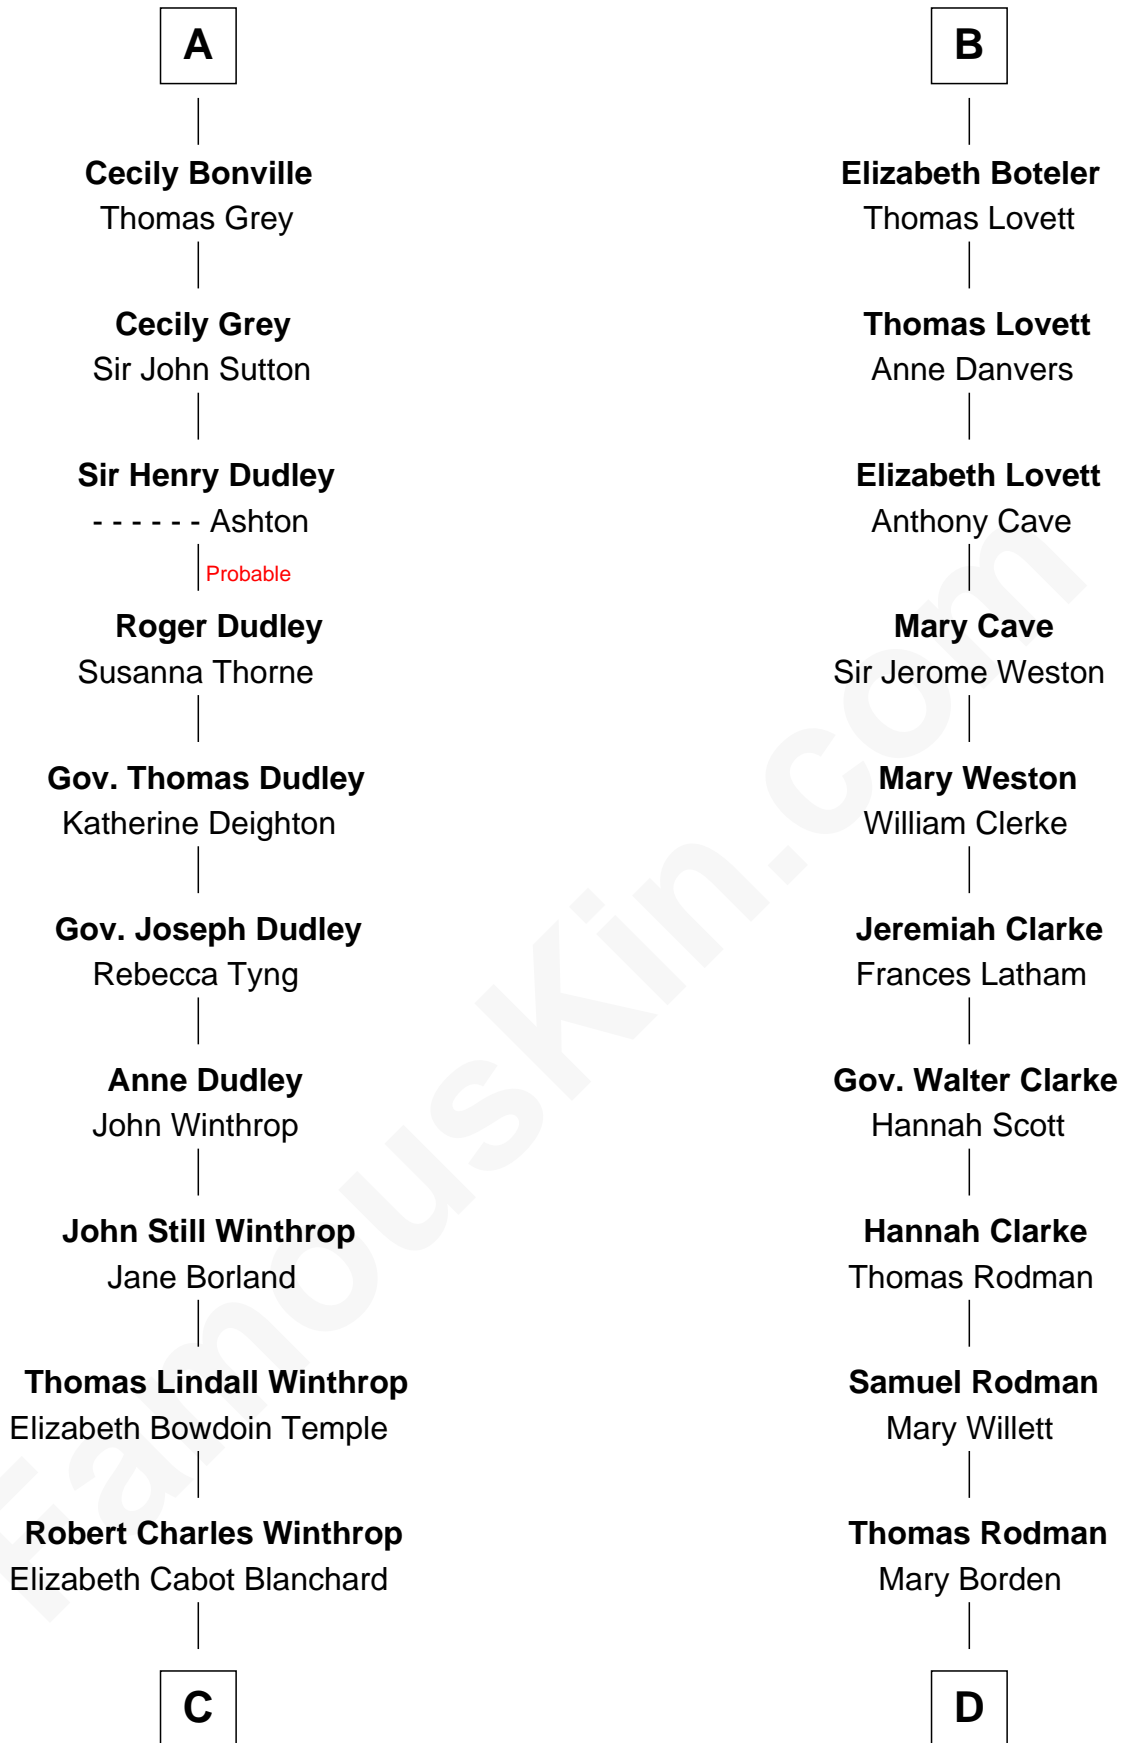 A
Cecily Bonville
Thomas Grey
Cecily Grey
Sir John Sutton
Sir Henry Dudley
- - - - - - Ashton
Probable
Roger Dudley
Susanna Thorne
Gov. Thomas Dudley
Katherine Deighton
Gov. Joseph Dudley
Rebecca Tyng
Anne Dudley
John Winthrop
John Still Winthrop
Jane Borland
Thomas Lindall Winthrop
Elizabeth Bowdoin Temple
Robert Charles Winthrop
Elizabeth Cabot Blanchard
C
B
Elizabeth Boteler
Thomas Lovett
Thomas Lovett
Anne Danvers
Elizabeth Lovett
Anthony Cave
Mary Cave
Sir Jerome Weston
Mary Weston
William Clerke
Jeremiah Clarke
Frances Latham
Gov. Walter Clarke
Hannah Scott
Hannah Clarke
Thomas Rodman
Samuel Rodman
Mary Willett
Thomas Rodman
Mary Borden
D
FamousKin.com